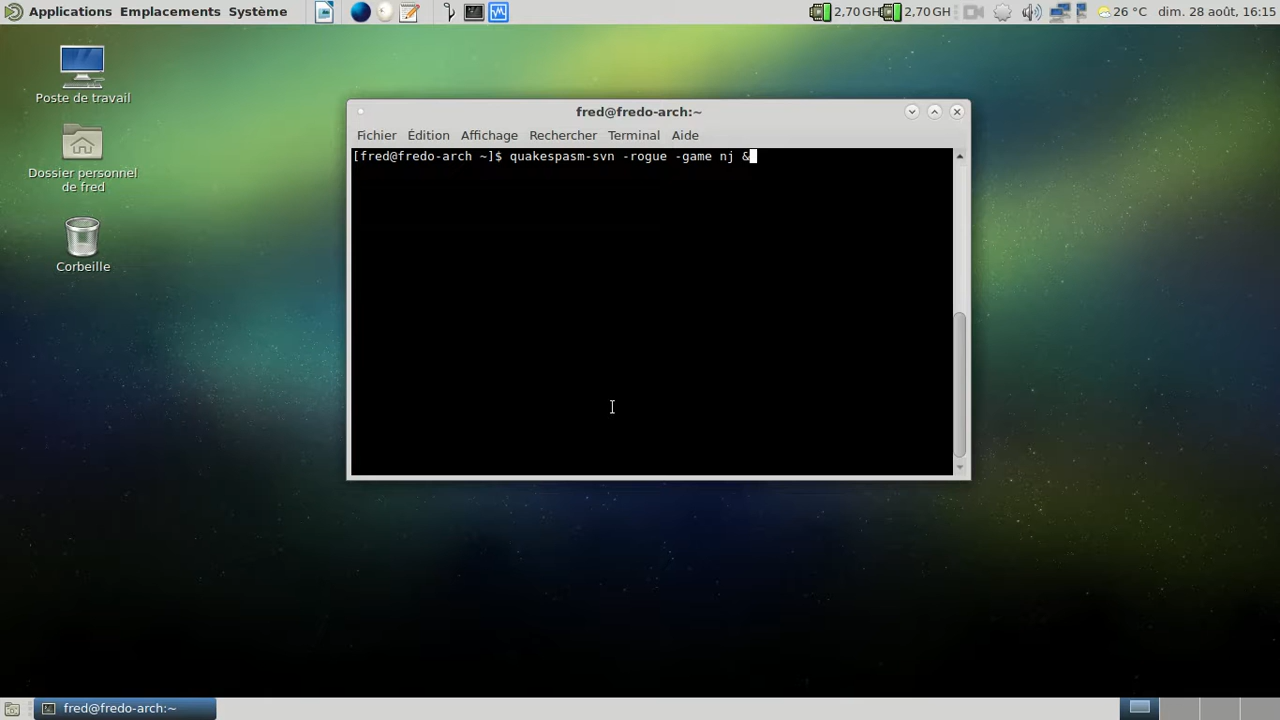 Applications Emplacements Système 2,70 GH 2,70 GH 26 °C dim. 28 août, 16:15
Poste de travail
Dossier personnel
de fred
Corbeille
fred@fredo-arch:~
Fichier Édition Affichage Rechercher Terminal Aide
[fred@fredo-arch ~]$ quakespasm-svn -rogue -game nj &
fred@fredo-arch:~